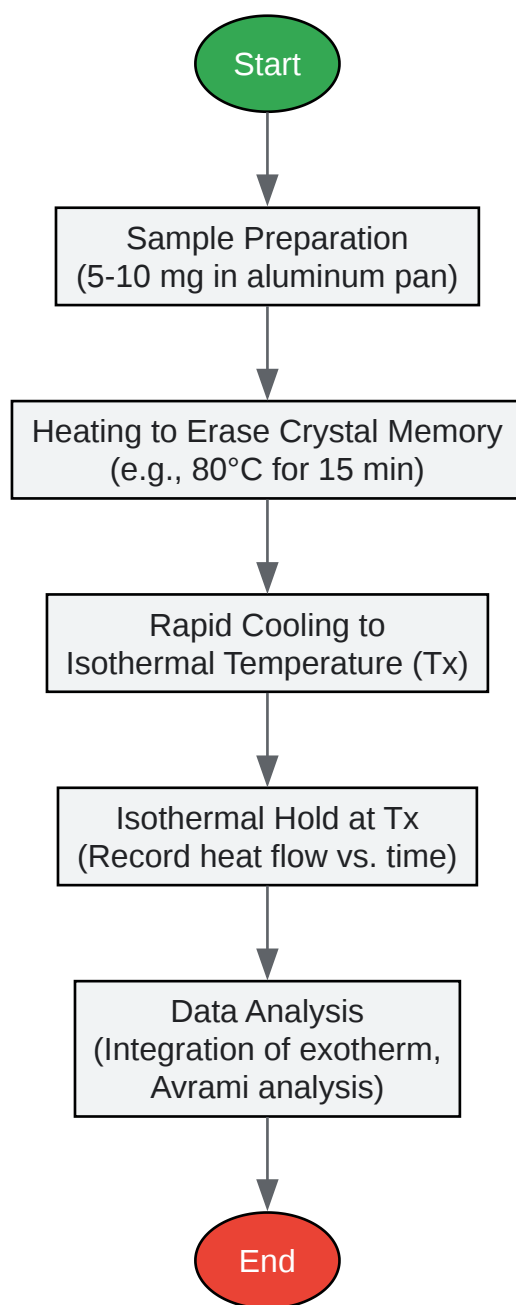 Start
Sample Preparation
(5-10 mg in aluminum pan)
Heating to Erase Crystal Memory
(e.g., 80°C for 15 min)
Rapid Cooling to
Isothermal Temperature (Tx)
Isothermal Hold at Tx
(Record heat flow vs. time)
Data Analysis
(Integration of exotherm,
Avrami analysis)
End